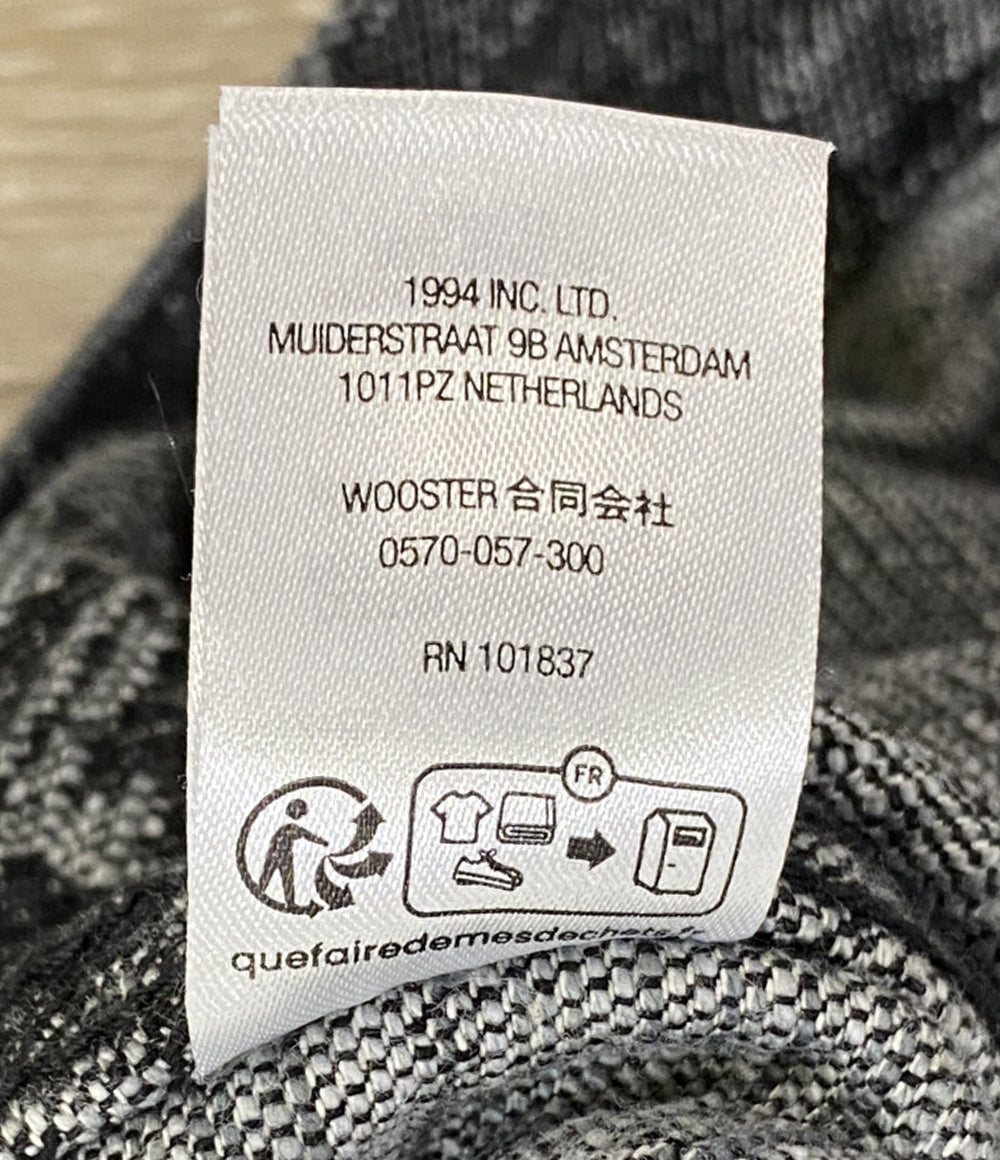 1994 INC. LTD.
MUIDERSTRAAT 9B AMSTERDAM
1011PZ NETHERLANDS
WOOSTER 合同会社
0570-057-300
RN 101837
FR
quefairedemesdechets.fr